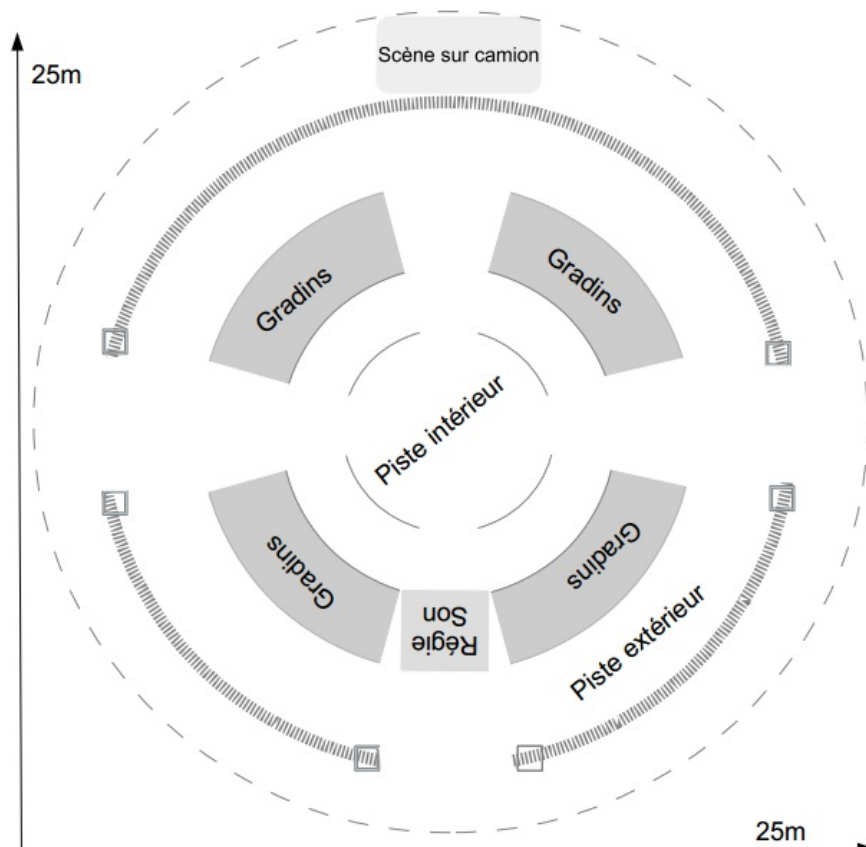 Scène sur camion
25m
Gradins
Gradins
Piste intérieur
Gradins
Gradins
Régie
Son
Piste extérieur
25m